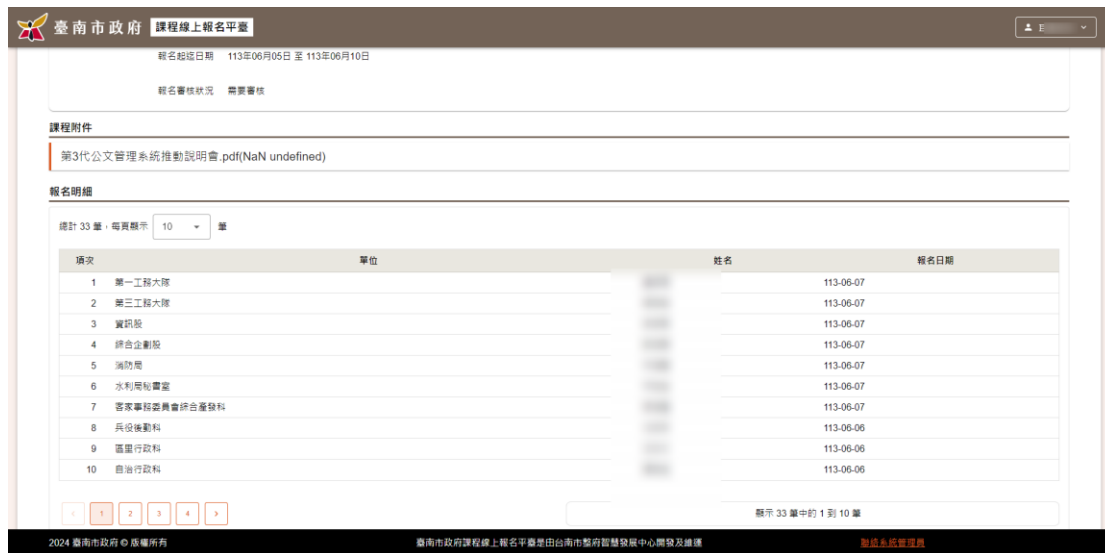 臺南市政府 課程線上報名平臺
報名起迄日期 113年06月05日 至 113年06月10日
報名審核狀況 需要審核
課程附件
第3代公文管理系統推動說明會.pdf(NaN undefined)
報名明細
總計 33 筆，每頁顯示 10 筆
項次 單位 姓名 報名日期
1 第一工務大隊 113-06-07
2 第三工務大隊 113-06-07
3 資訊股 113-06-07
4 綜合企劃股 113-06-07
5 消防局 113-06-07
6 水利局秘書室 113-06-07
7 客家事務委員會綜合產發科 113-06-07
8 兵役後勤科 113-06-06
9 區里行政科 113-06-06
10 自治行政科 113-06-06
‹ 1 2 3 4 › 顯示 33 筆中的 1 到 10 筆
2024 臺南市政府 © 版權所有 臺南市政府課程線上報名平臺是由台南市政府智慧發展中心開發及維護 聯絡系統管理員